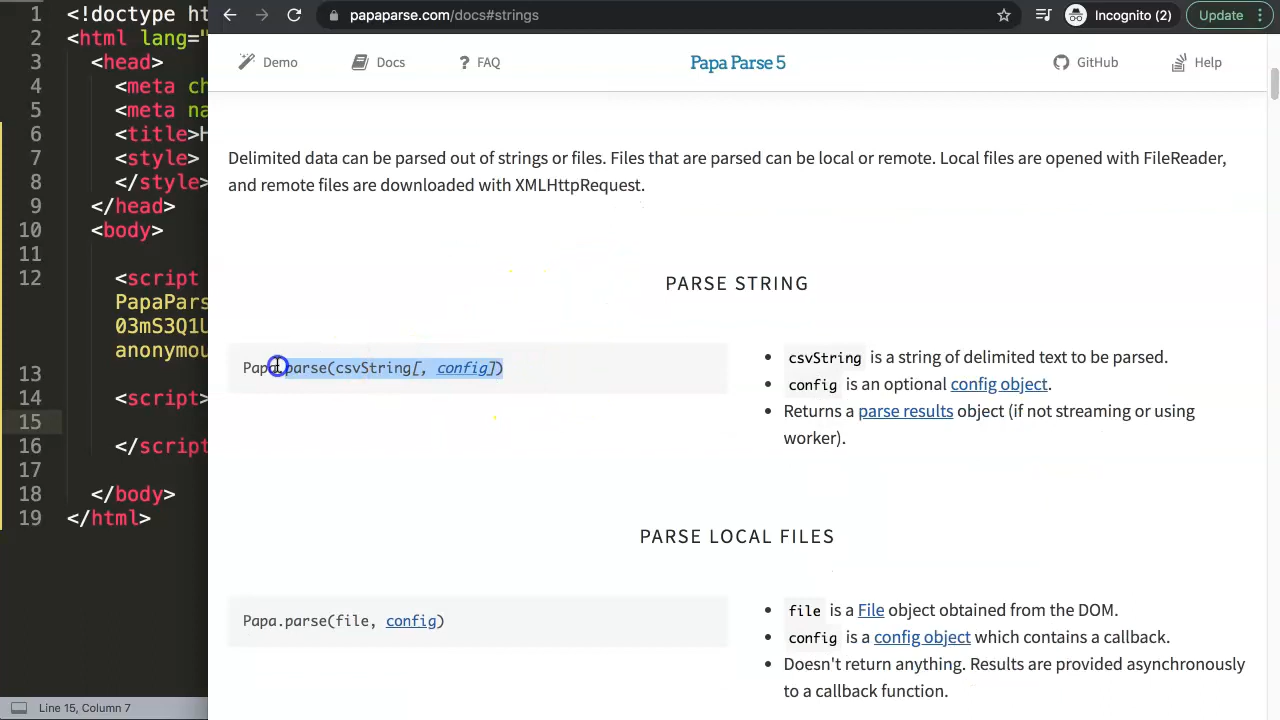 papaparse.com/docs#strings
Incognito (2)
Update
Demo
Docs
? FAQ
Papa Parse 5
GitHub
Help
1 <!doctype ht
2 <html lang="
3 <head>
4 <meta ch
5 <meta na
6 <title>H
7 <style>
8 </style>
9 </head>
10 <body>
11
12 <script
PapaPars
03mS3Q1U
anonymou
13
14 <script>
15
16 </script
17
18 </body>
19 </html>
Line 15, Column 7
Delimited data can be parsed out of strings or files. Files that are parsed can be local or remote. Local files are opened with FileReader,
and remote files are downloaded with XMLHttpRequest.
PARSE STRING
Papa.parse(csvString[, config])
• csvString is a string of delimited text to be parsed.
• config is an optional config object.
• Returns a parse results object (if not streaming or using
worker).
PARSE LOCAL FILES
Papa.parse(file, config)
• file is a File object obtained from the DOM.
• config is a config object which contains a callback.
• Doesn't return anything. Results are provided asynchronously
to a callback function.